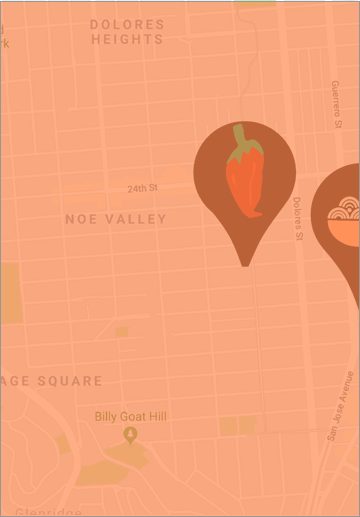 DOLORES
HEIGHTS
rk
Guerrero St
24th St
NOE VALLEY
Dolores St
AGE SQUARE
San Jose Avenue
Billy Goat Hill
Glenridge